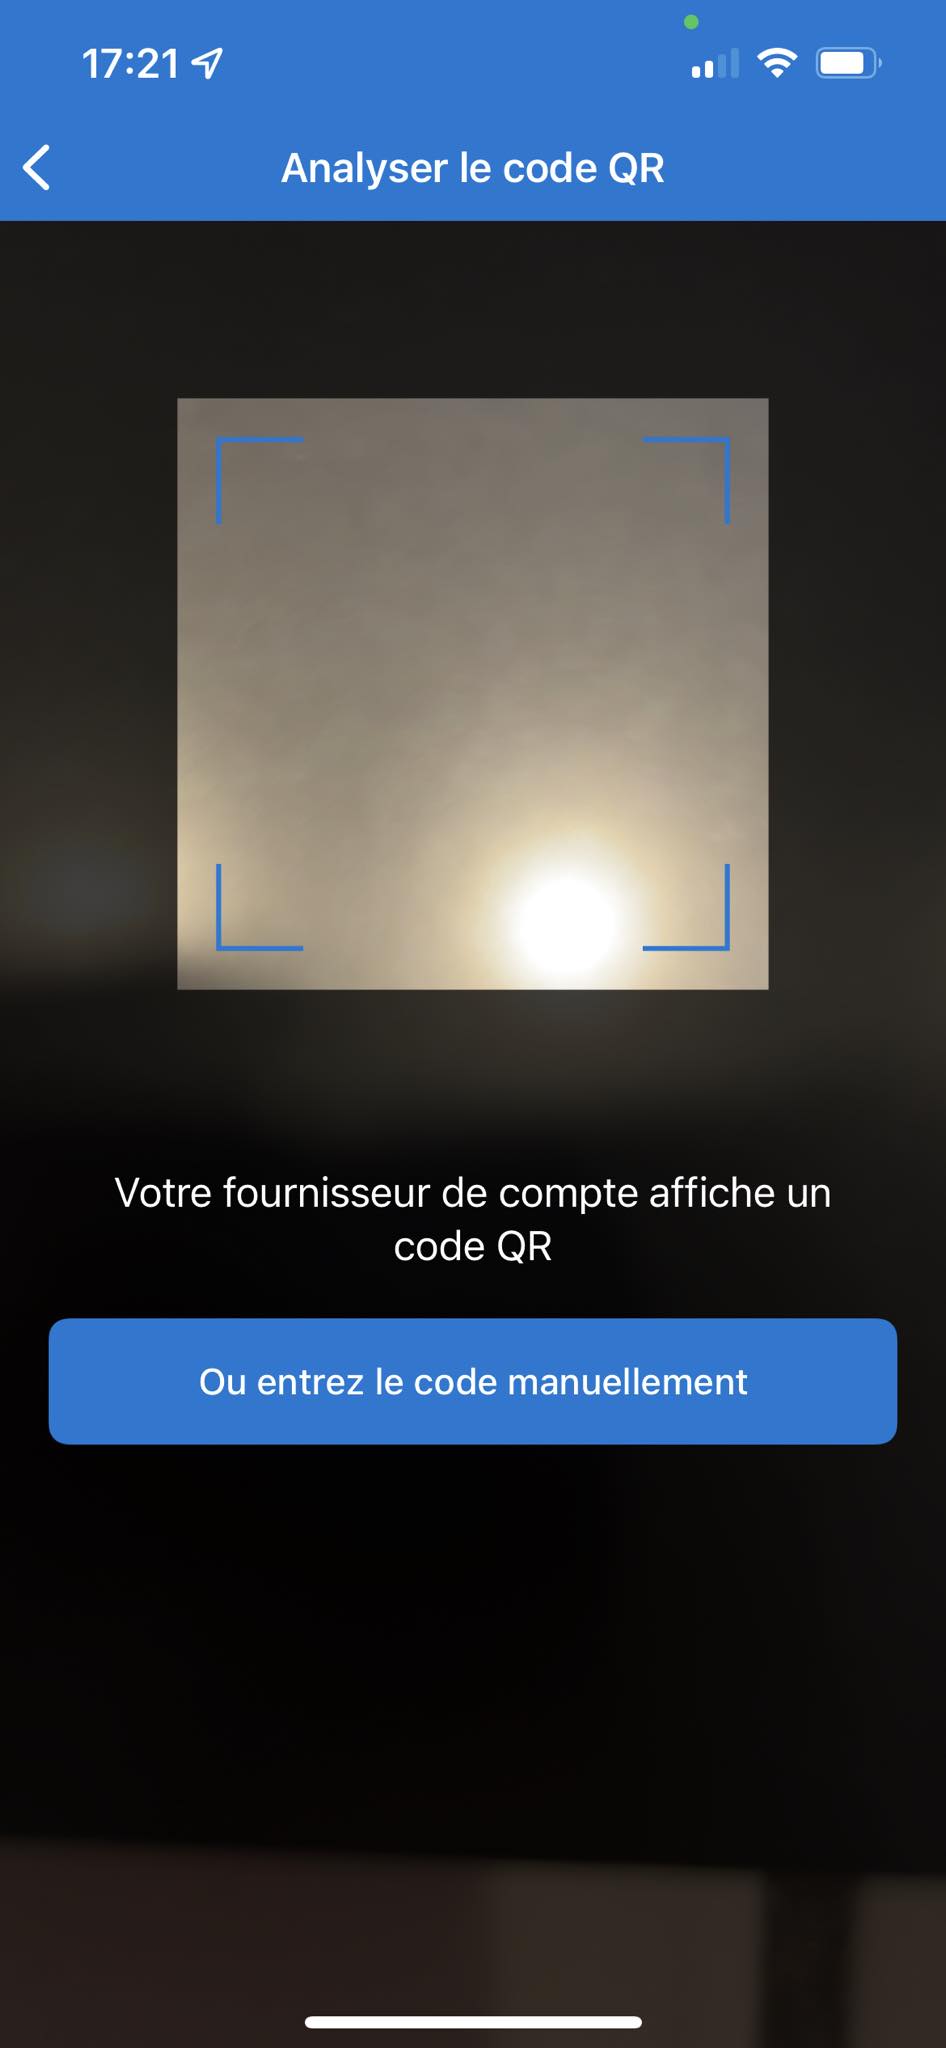 17:21
Analyser le code QR
Votre fournisseur de compte affiche un
code QR
Ou entrez le code manuellement